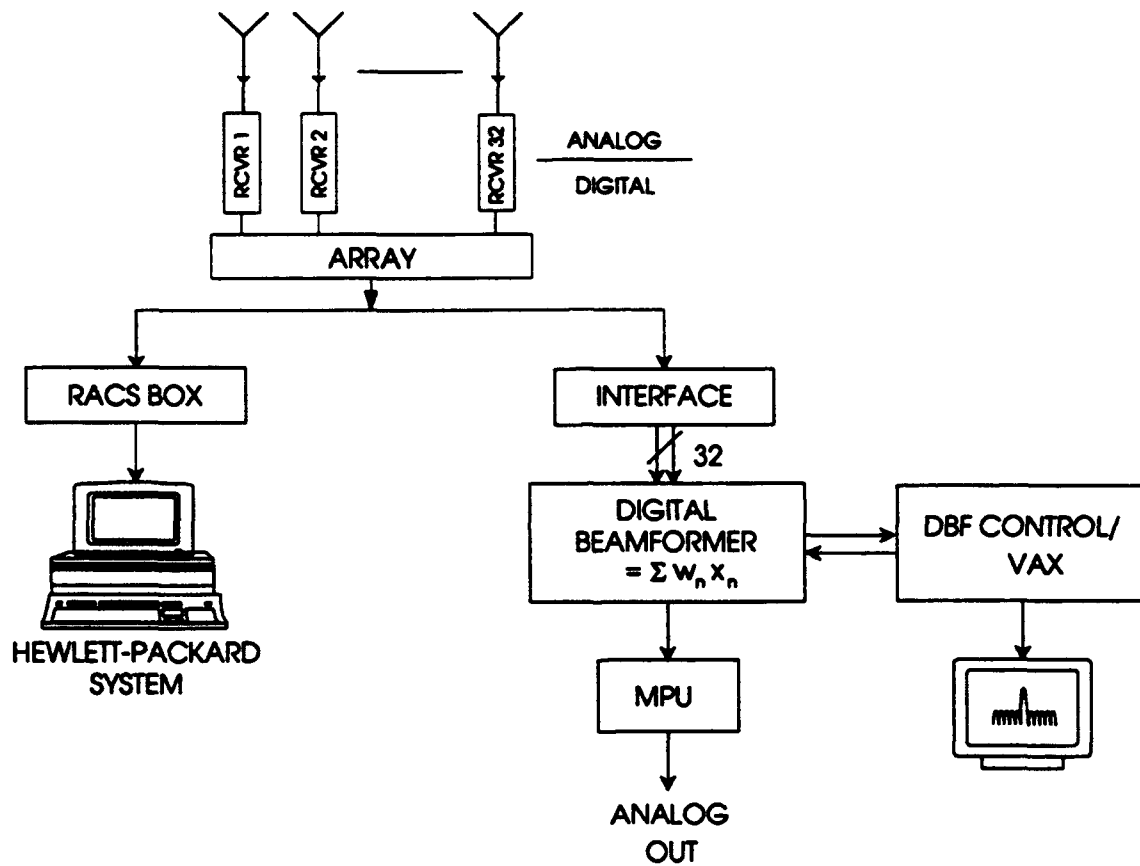 RCVR 1
RCVR 2
RCVR 32
ANALOG
DIGITAL
ARRAY
RACS BOX
INTERFACE
32
HEWLETT-PACKARD
SYSTEM
DIGITAL
BEAMFORMER
= Σ Wₙ Xₙ
DBF CONTROL/
VAX
MPU
ANALOG
OUT